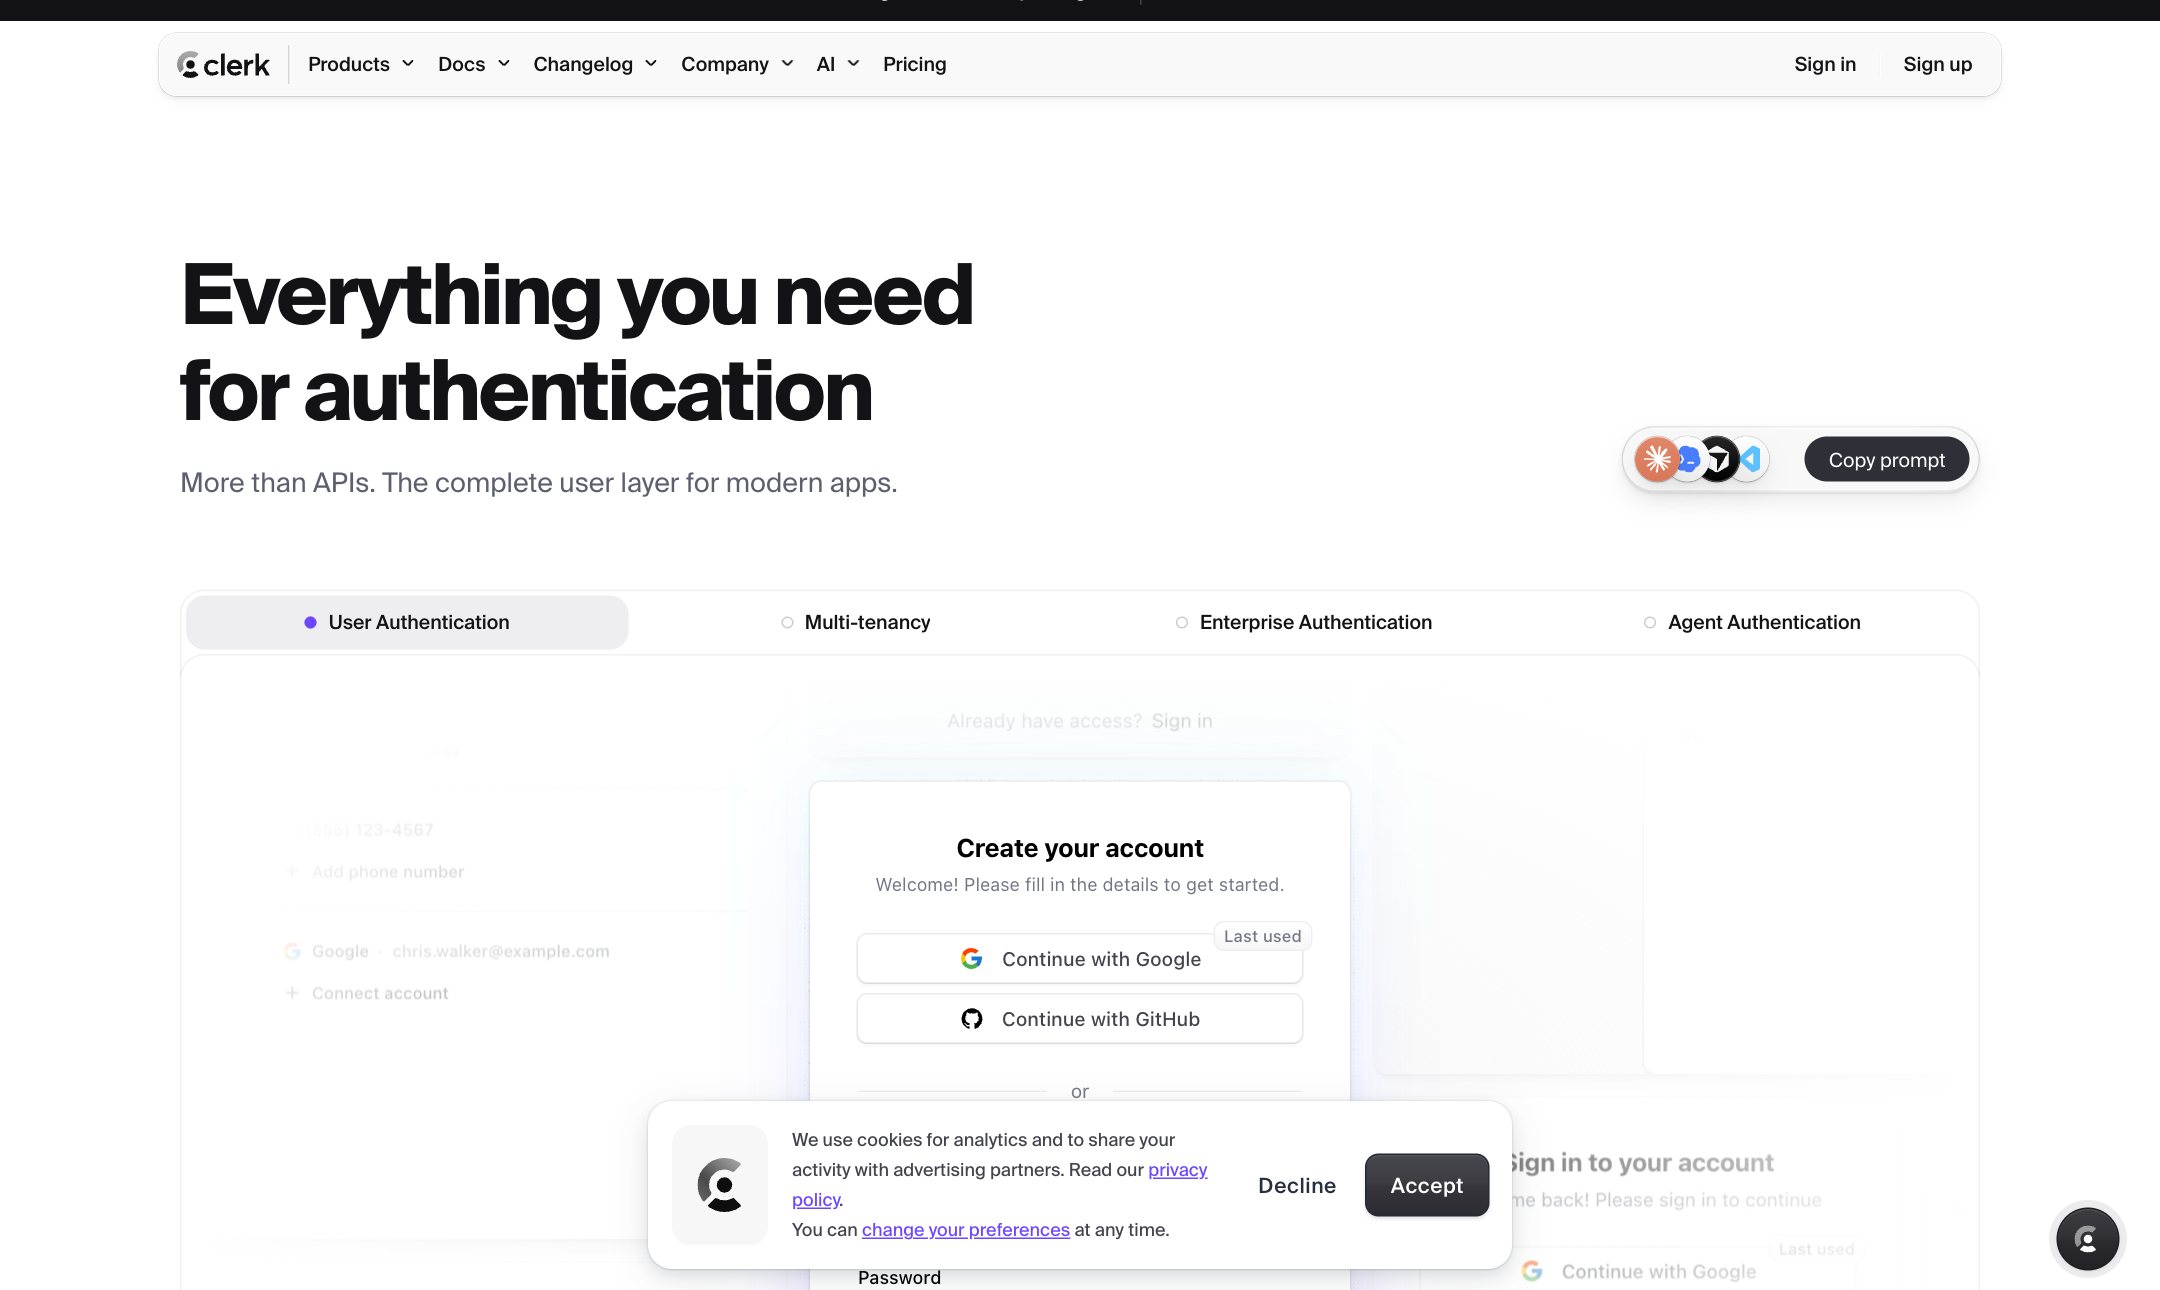 clerk
Products
Docs
Changelog
Company
AI
Pricing
Sign in
Sign up
Everything you need
for authentication
More than APIs. The complete user layer for modern apps.
Copy prompt
User Authentication
Multi-tenancy
Enterprise Authentication
Agent Authentication
Already have access? Sign in
(555) 123-4567
+ Add phone number
Google · chris.walker@example.com
+ Connect account
Create your account
Welcome! Please fill in the details to get started.
Last used
Continue with Google
Continue with GitHub
or
We use cookies for analytics and to share your
activity with advertising partners. Read our privacy
policy.
You can change your preferences at any time.
Decline
Accept
Password
Sign in to your account
me back! Please sign in to continue
Last used
Continue with Google